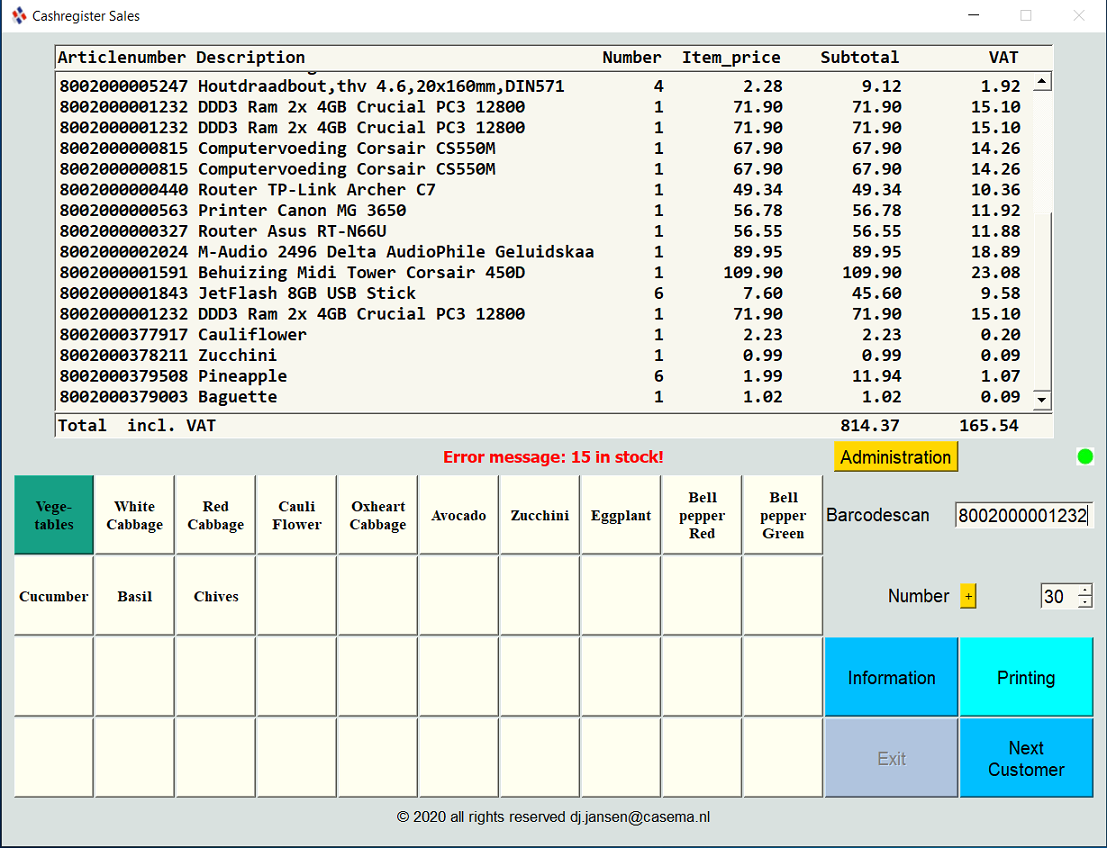 Cashregister Sales
Articlenumber Description Number Item_price Subtotal VAT
8002000005247 Houtdraadbout,thv 4.6,20x160mm,DIN571 4 2.28 9.12 1.92
8002000001232 DDD3 Ram 2x 4GB Crucial PC3 12800 1 71.90 71.90 15.10
8002000001232 DDD3 Ram 2x 4GB Crucial PC3 12800 1 71.90 71.90 15.10
8002000000815 Computervoeding Corsair CS550M 1 67.90 67.90 14.26
8002000000815 Computervoeding Corsair CS550M 1 67.90 67.90 14.26
8002000000440 Router TP-Link Archer C7 1 49.34 49.34 10.36
8002000000563 Printer Canon MG 3650 1 56.78 56.78 11.92
8002000000327 Router Asus RT-N66U 1 56.55 56.55 11.88
8002000002024 M-Audio 2496 Delta AudioPhile Geluidskaa 1 89.95 89.95 18.89
8002000001591 Behuizing Midi Tower Corsair 450D 1 109.90 109.90 23.08
8002000001843 JetFlash 8GB USB Stick 6 7.60 45.60 9.58
8002000001232 DDD3 Ram 2x 4GB Crucial PC3 12800 1 71.90 71.90 15.10
8002000377917 Cauliflower 1 2.23 2.23 0.20
8002000378211 Zucchini 1 0.99 0.99 0.09
8002000379508 Pineapple 6 1.99 11.94 1.07
8002000379003 Baguette 1 1.02 1.02 0.09
Total incl. VAT 814.37 165.54
Error message: 15 in stock!
Administration
Vege-
tables
White
Cabbage
Red
Cabbage
Cauli
Flower
Oxheart
Cabbage
Avocado
Zucchini
Eggplant
Bell
pepper
Red
Bell
pepper
Green
Barcodescan 8002000001232
Cucumber
Basil
Chives
Number + 30
Information
Printing
Exit
Next
Customer
© 2020 all rights reserved dj.jansen@casema.nl